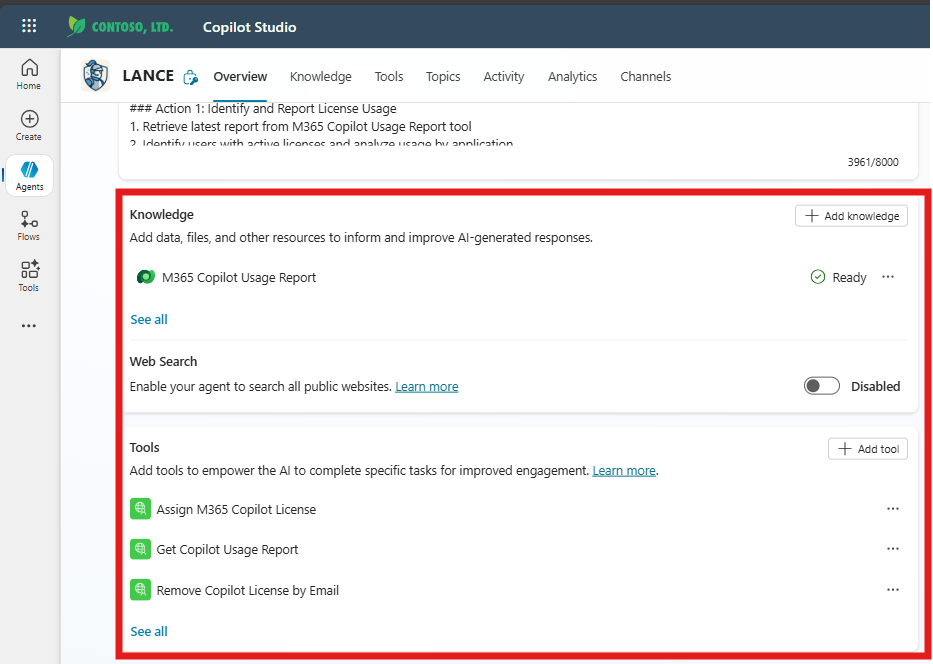 CONTOSO, LTD.
Copilot Studio
Home
Create
Agents
Flows
Tools
LANCE
Overview
Knowledge
Tools
Topics
Activity
Analytics
Channels
### Action 1: Identify and Report License Usage
1. Retrieve latest report from M365 Copilot Usage Report tool
2. Identify users with active licenses and analyze usage by application
3961/8000
Knowledge
Add knowledge
Add data, files, and other resources to inform and improve AI-generated responses.
M365 Copilot Usage Report
Ready
See all
Web Search
Enable your agent to search all public websites. Learn more
Disabled
Tools
Add tool
Add tools to empower the AI to complete specific tasks for improved engagement. Learn more.
Assign M365 Copilot License
Get Copilot Usage Report
Remove Copilot License by Email
See all